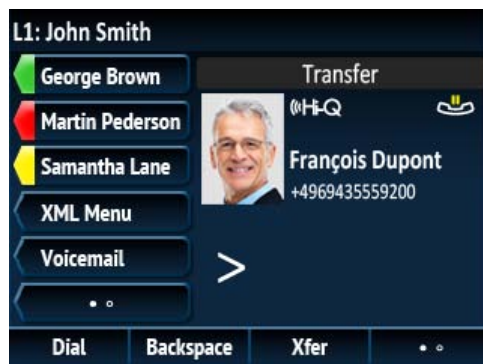 L1: John Smith
George Brown
Martin Pederson
Samantha Lane
XML Menu
Voicemail
Transfer
Hi-Q
François Dupont
+4969435559200
>
Dial Backspace Xfer